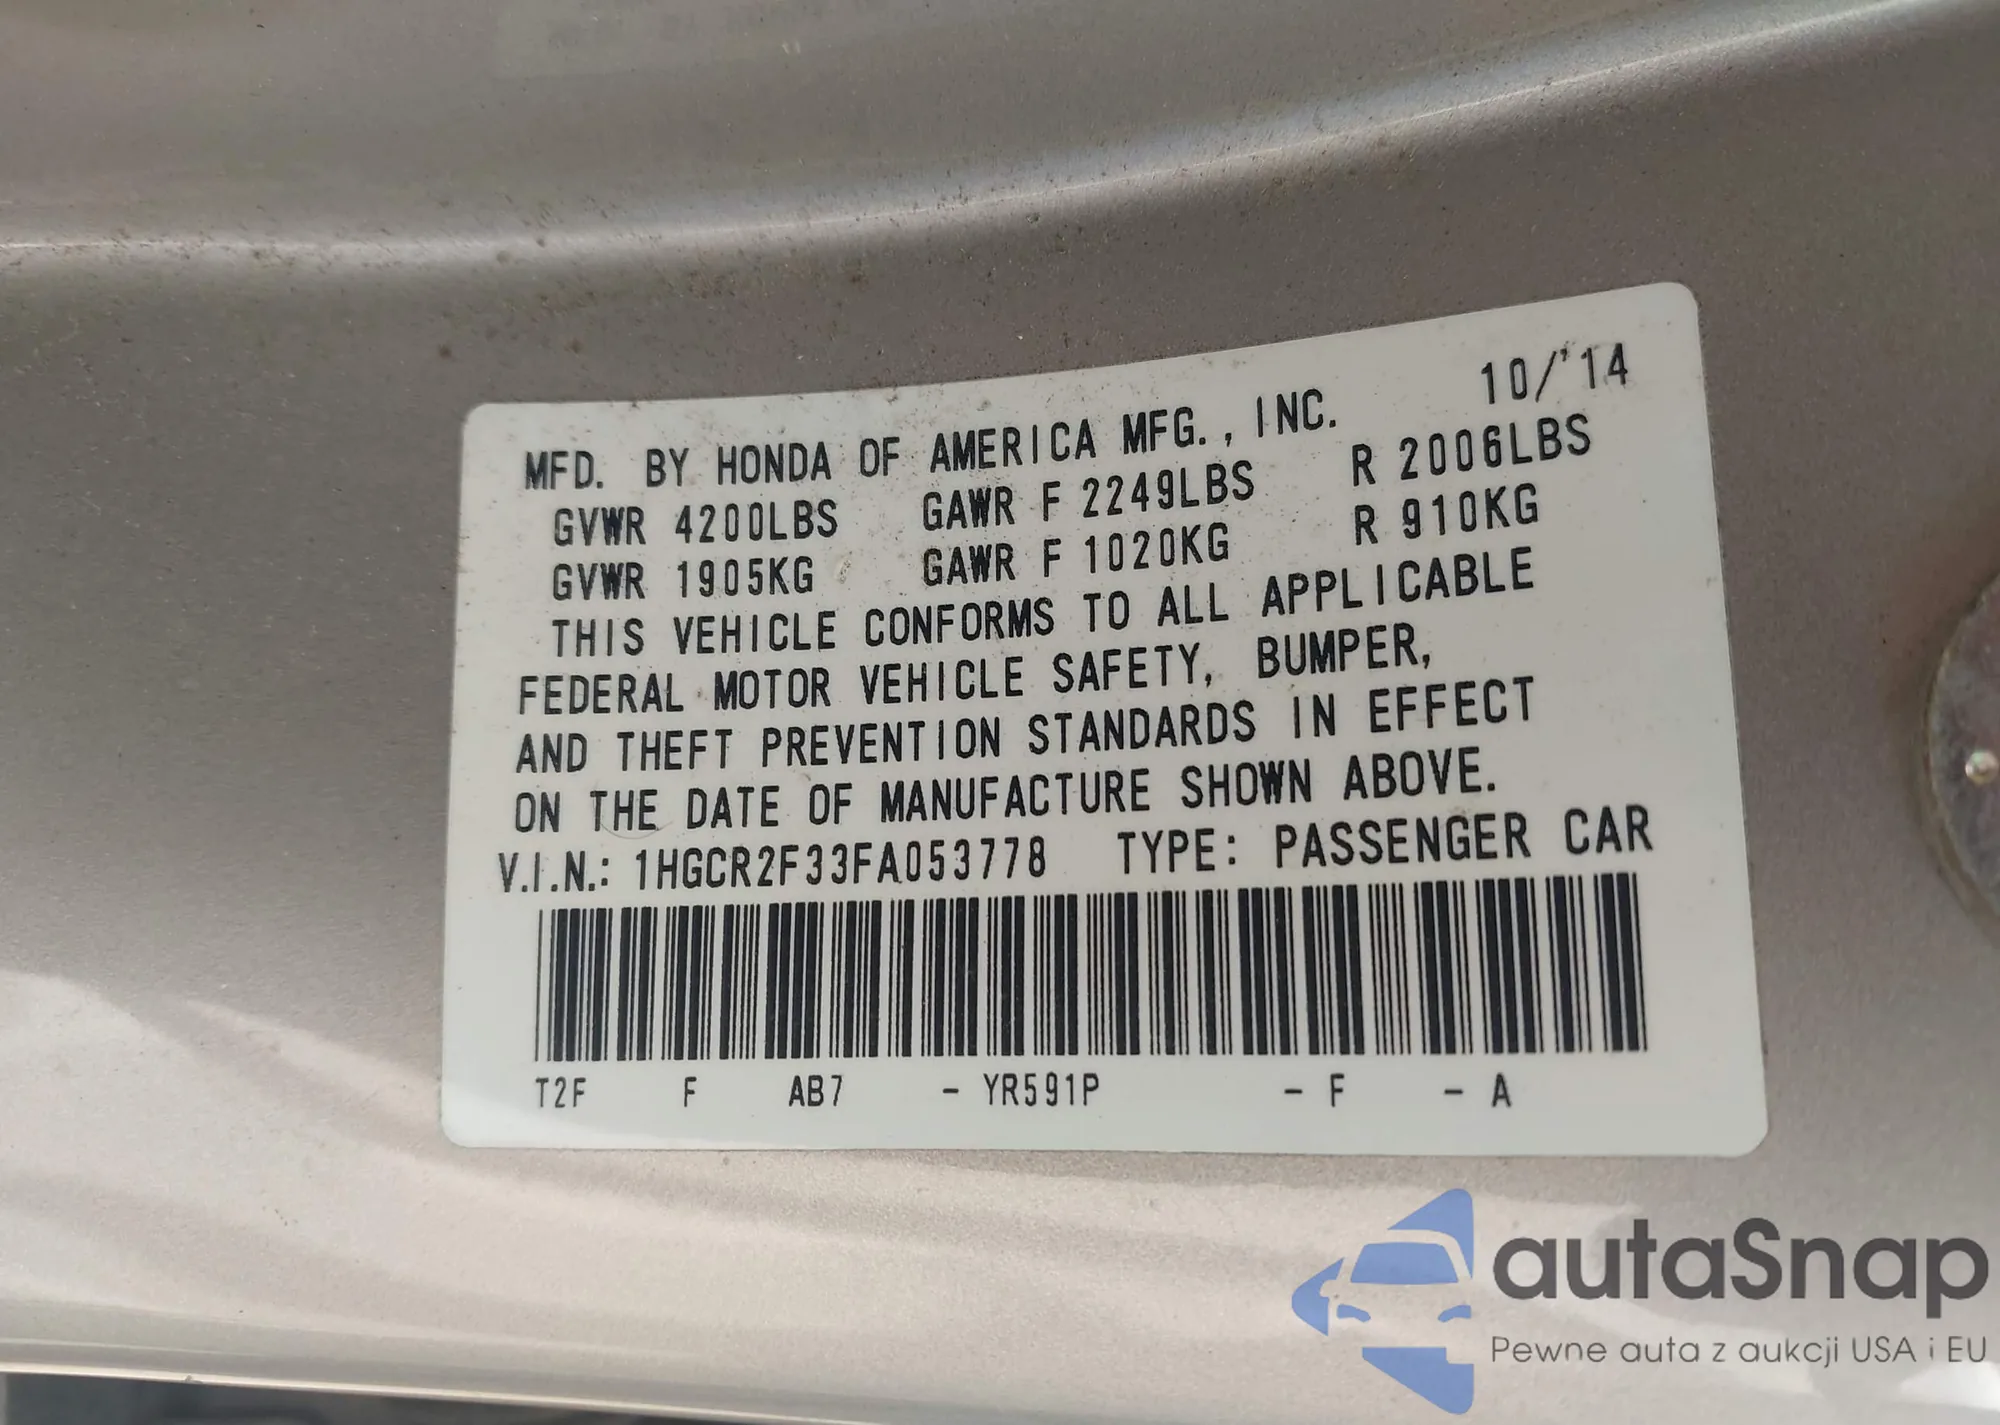 10/'14
MFD. BY HONDA OF AMERICA MFG., INC.
GVWR 4200LBS GAWR F 2249LBS R 2006LBS
GVWR 1905KG GAWR F 1020KG R 910KG
THIS VEHICLE CONFORMS TO ALL APPLICABLE
FEDERAL MOTOR VEHICLE SAFETY, BUMPER,
AND THEFT PREVENTION STANDARDS IN EFFECT
ON THE DATE OF MANUFACTURE SHOWN ABOVE.
V.I.N.: 1HGCR2F33FA053778 TYPE: PASSENGER CAR
T2F F AB7 - YR591P - F - A
autaSnap
Pewne auta z aukcji USA i EU